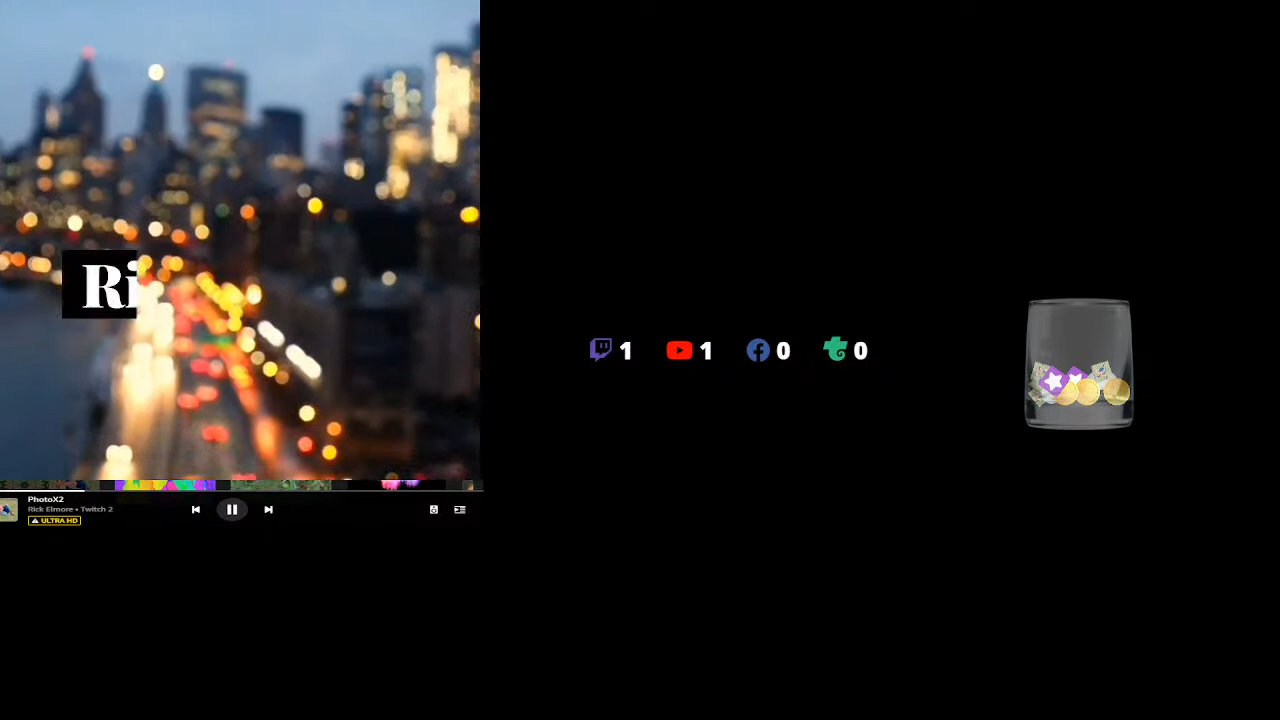 Ri
1 1 0 0
PhotoX2
Rick Elmore • Twitch 2
ULTRA HD